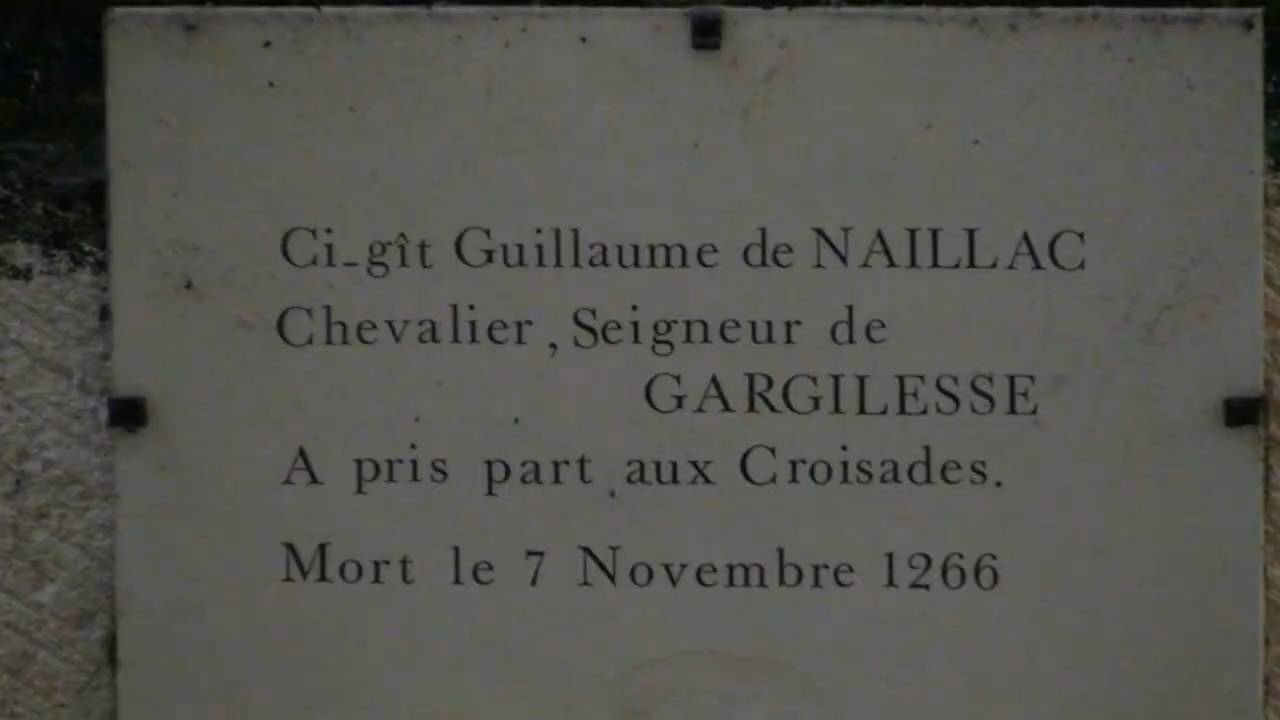 Ci-gît Guillaume de NAILLAC
Chevalier, Seigneur de
GARGILESSE
A pris part aux Croisades.
Mort le 7 Novembre 1266